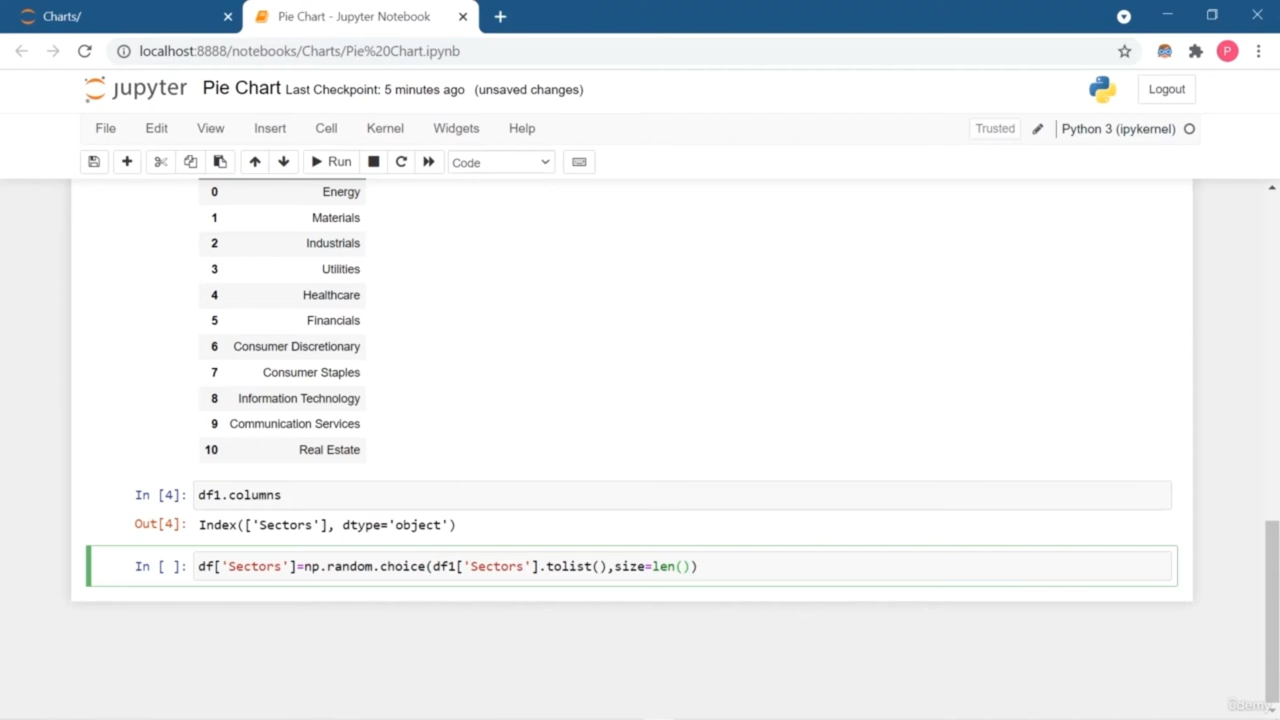 Charts/
Pie Chart - Jupyter Notebook
localhost:8888/notebooks/Charts/Pie%20Chart.ipynb
P
jupyter Pie Chart Last Checkpoint: 5 minutes ago (unsaved changes)
Logout
File Edit View Insert Cell Kernel Widgets Help
Trusted Python 3 (ipykernel)
Run Code
0 Energy
1 Materials
2 Industrials
3 Utilities
4 Healthcare
5 Financials
6 Consumer Discretionary
7 Consumer Staples
8 Information Technology
9 Communication Services
10 Real Estate
In [4]: df1.columns
Out[4]: Index(['Sectors'], dtype='object')
In [ ]: df['Sectors']=np.random.choice(df1['Sectors'].tolist(),size=len())
ûdemy